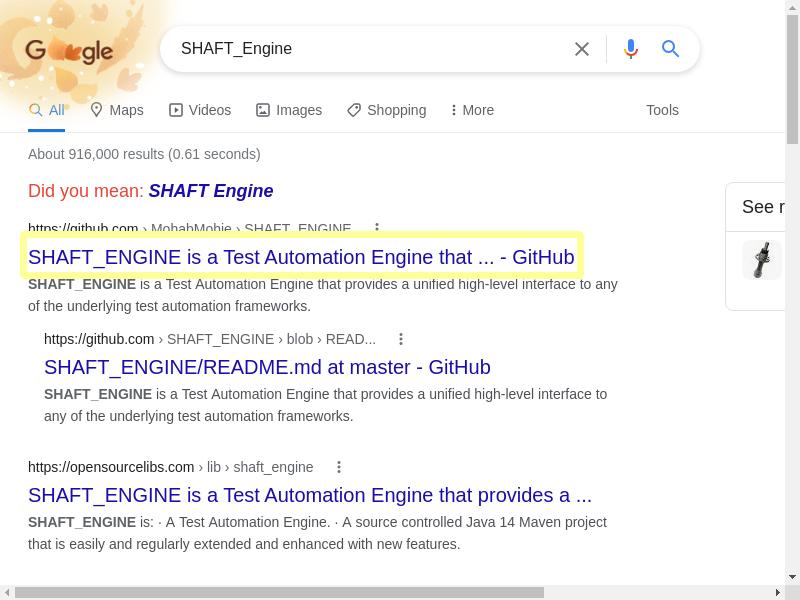 Google
SHAFT_Engine
All Maps Videos Images Shopping More Tools
About 916,000 results (0.61 seconds)
Did you mean: SHAFT Engine
https://github.com › MohabMohie › SHAFT_ENGINE
SHAFT_ENGINE is a Test Automation Engine that ... - GitHub
SHAFT_ENGINE is a Test Automation Engine that provides a unified high-level interface to any
of the underlying test automation frameworks.
https://github.com › SHAFT_ENGINE › blob › READ...
SHAFT_ENGINE/README.md at master - GitHub
SHAFT_ENGINE is a Test Automation Engine that provides a unified high-level interface to
any of the underlying test automation frameworks.
https://opensourcelibs.com › lib › shaft_engine
SHAFT_ENGINE is a Test Automation Engine that provides a ...
SHAFT_ENGINE is: · A Test Automation Engine. · A source controlled Java 14 Maven project
that is easily and regularly extended and enhanced with new features.
See r